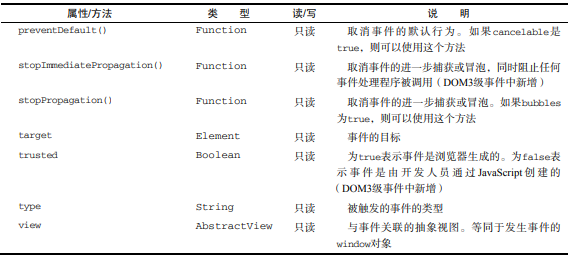 属性/方法 类 型 读/写 说 明
preventDefault() Function 只读 取消事件的默认行为。如果cancelable是
true，则可以使用这个方法
stopImmediatePropagation() Function 只读 取消事件的进一步捕获或冒泡，同时阻止任何
事件处理程序被调用（DOM3级事件中新增）
stopPropagation() Function 只读 取消事件的进一步捕获或冒泡。如果bubbles
为true，则可以使用这个方法
target Element 只读 事件的目标
trusted Boolean 只读 为true表示事件是浏览器生成的。为false表
示事件是由开发人员通过JavaScript创建的
（DOM3级事件中新增）
type String 只读 被触发的事件的类型
view AbstractView 只读 与事件关联的抽象视图。等同于发生事件的
window对象